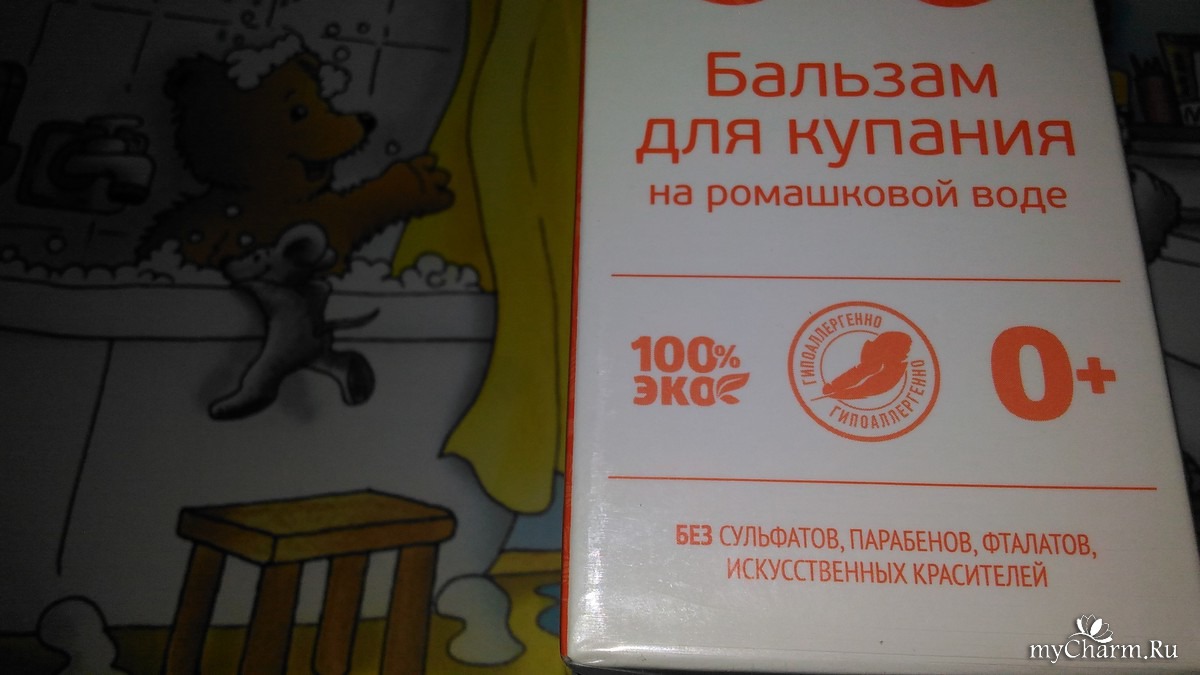 Бальзам
для купания
на ромашковой воде
100%
ЭКО
ГИПОАЛЛЕРГЕННО
ГИПОАЛЛЕРГЕННО
0+
БЕЗ СУЛЬФАТОВ, ПАРАБЕНОВ, ФТАЛАТОВ,
ИСКУССТВЕННЫХ КРАСИТЕЛЕЙ
myCharm.Ru